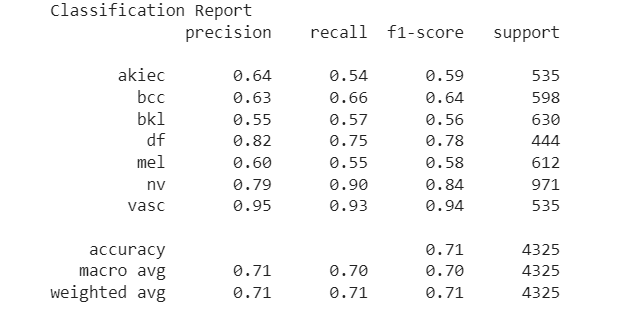 Classification Report
precision recall f1-score support
akiec 0.64 0.54 0.59 535
bcc 0.63 0.66 0.64 598
bkl 0.55 0.57 0.56 630
df 0.82 0.75 0.78 444
mel 0.60 0.55 0.58 612
nv 0.79 0.90 0.84 971
vasc 0.95 0.93 0.94 535
accuracy 0.71 4325
macro avg 0.71 0.70 0.70 4325
weighted avg 0.71 0.71 0.71 4325